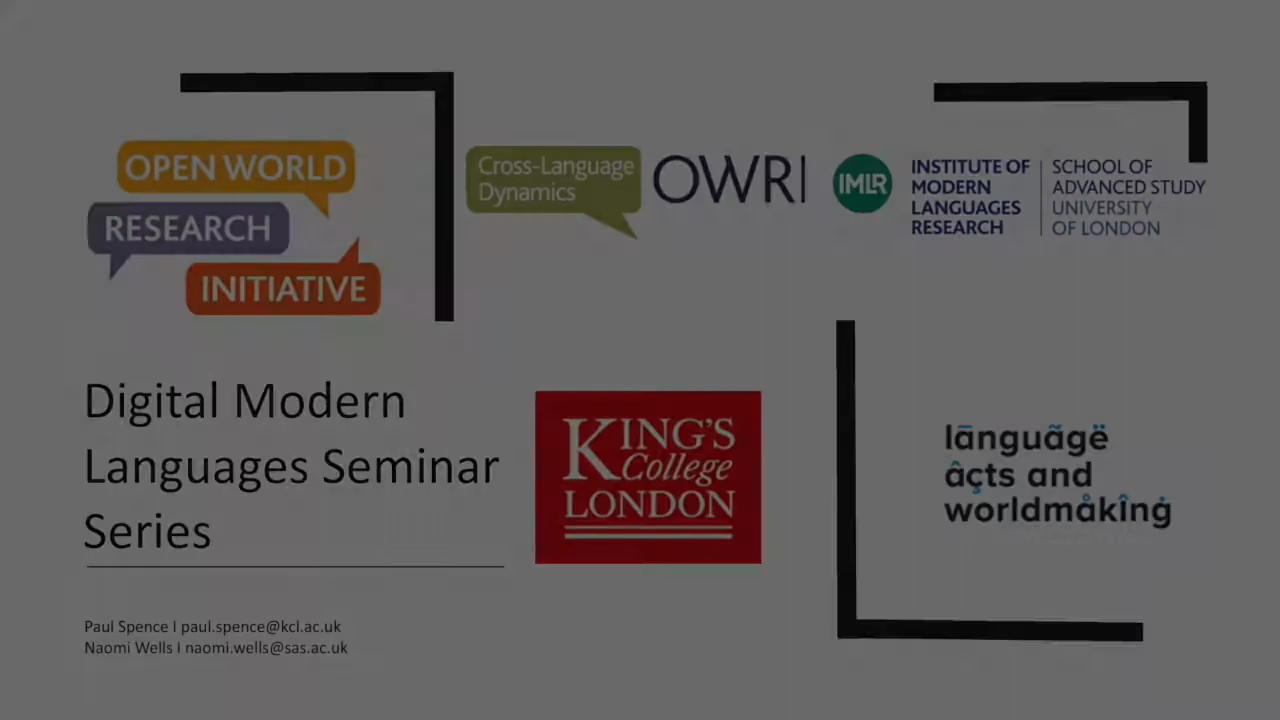 OPEN WORLD
RESEARCH
INITIATIVE
Cross-Language
Dynamics
OWRI
IMLR
INSTITUTE OF
MODERN
LANGUAGES
RESEARCH
SCHOOL OF
ADVANCED STUDY
UNIVERSITY
OF LONDON
Digital Modern
Languages Seminar
Series
KING'S
College
LONDON
lānguãgë
âçts and
worldmåkînġ
Paul Spence I paul.spence@kcl.ac.uk
Naomi Wells I naomi.wells@sas.ac.uk